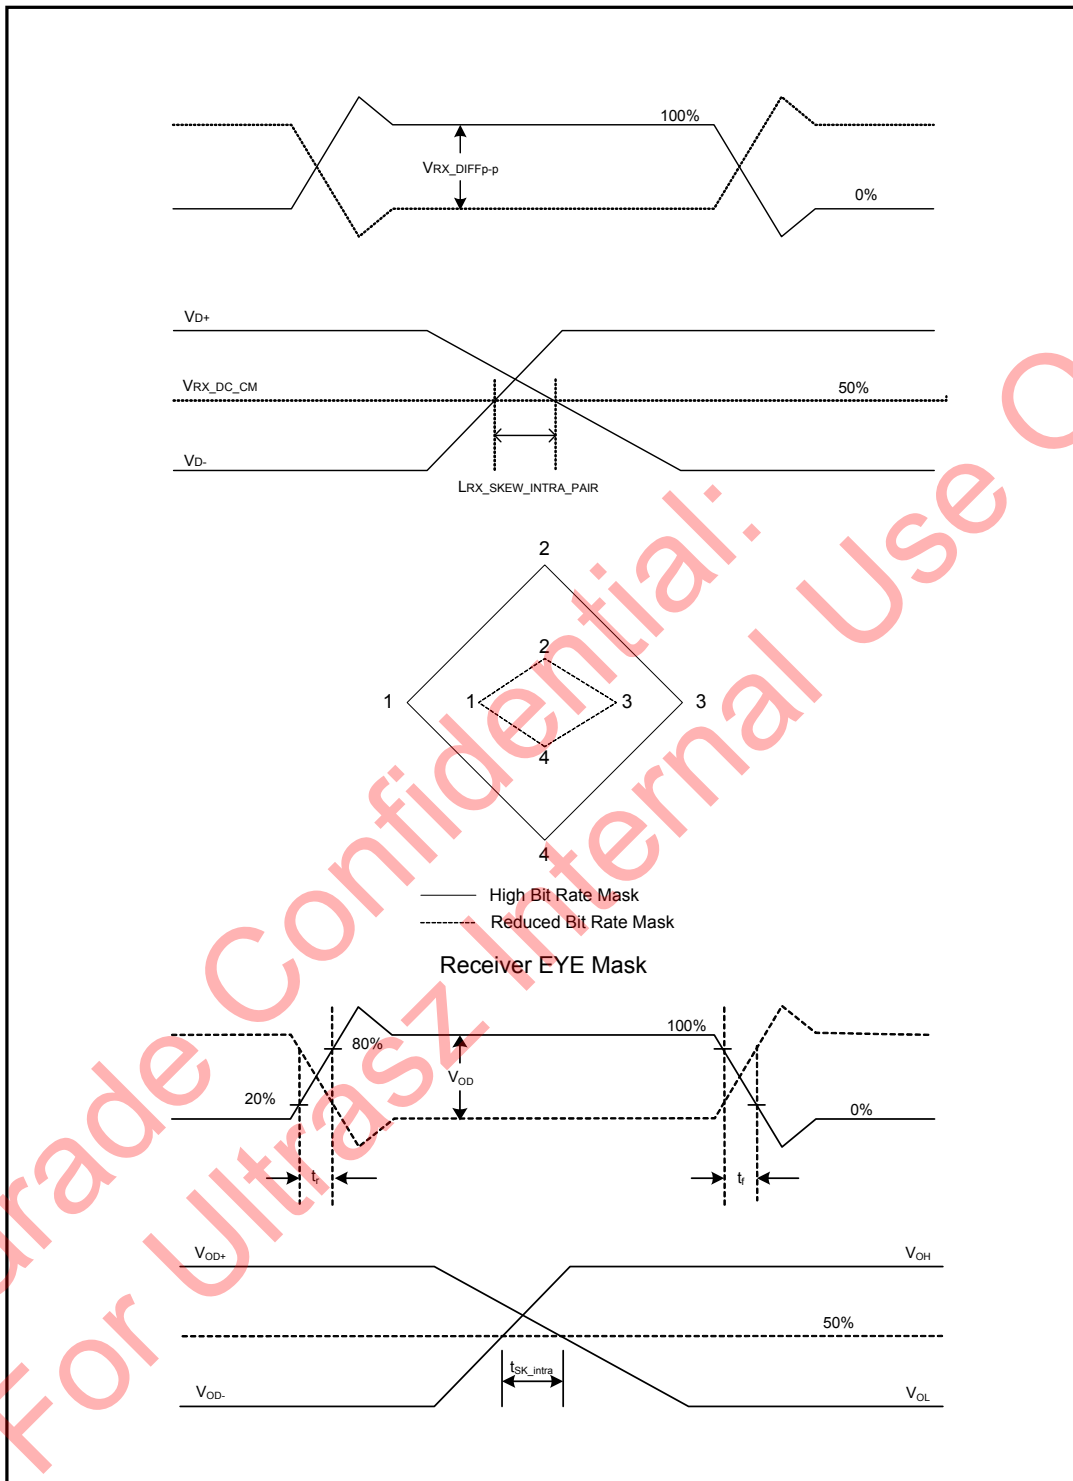 100%
VRX_DIFFp-p
0%
VD+
VRX_DC_CM
50%
VD-
LRX_SKEW_INTRA_PAIR
2
2
1
1
3
3
4
4
High Bit Rate Mask
Reduced Bit Rate Mask
Receiver EYE Mask
100%
80%
VOD
20%
0%
tr
tf
VOD+
VOH
50%
tSK_intra
VOD-
VOL
arade Confidential:
For Ultrasz Internal Use O